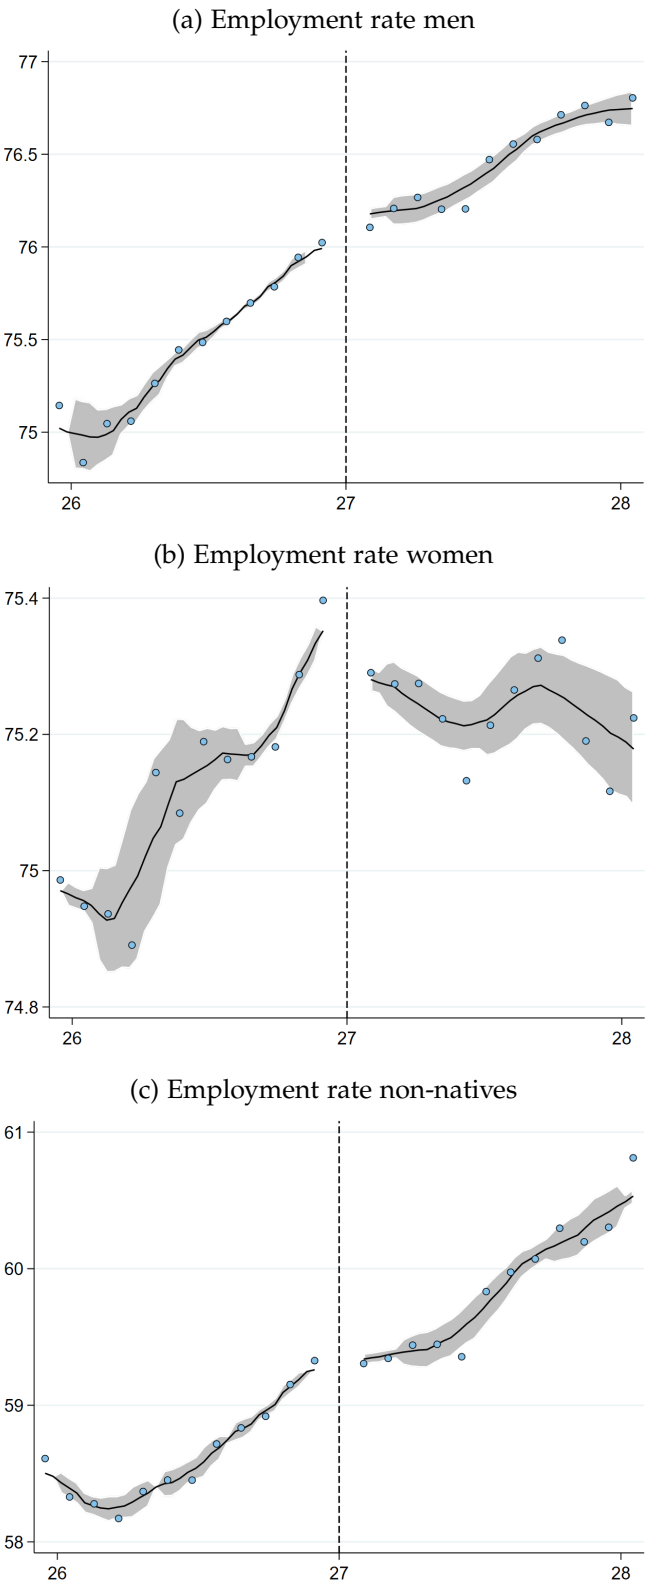 (a) Employment rate men
77
76.5
76
75.5
75
26 27 28
(b) Employment rate women
75.4
75.2
75
74.8
26 27 28
(c) Employment rate non-natives
61
60
59
58
26 27 28